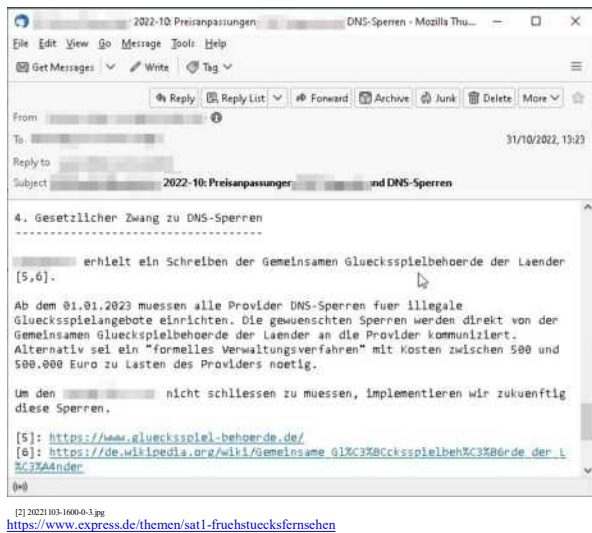 2022-10: Preisanpassungen DNS-Sperren - Mozilla Thu...
File Edit View Go Message Tools Help
Get Messages Write Tag
Reply Reply List Forward Archive Junk Delete More
From
To 31/10/2022, 13:23
Reply to
Subject 2022-10: Preisanpassunger nd DNS-Sperren
4. Gesetzlicher Zwang zu DNS-Sperren
-----------------------------------
erhielt ein Schreiben der Gemeinsamen Gluecksspielbehoerde der Laender
[5,6].
Ab dem 01.01.2023 muessen alle Provider DNS-Sperren fuer illegale
Gluecksspielangebote einrichten. Die gewuenschten Sperren werden direkt von der
Gemeinsamen Glueckspielbehoerde der Laender an die Provider kommuniziert.
Alternativ sei ein "formelles Verwaltungsverfahren" mit Kosten zwischen 500 und
500.000 Euro zu Lasten des Providers noetig.
Um den nicht schliessen zu muessen, implementieren wir zukuenftig
diese Sperren.
[5]: https://www.gluecksspiel-behoerde.de/
[6]: https://de.wikipedia.org/wiki/Gemeinsame_Gl%C3%BCcksspielbeh%C3%B6rde_der_L
%C3%A4nder
[2] 20221103-1600-0-3.jpg
https://www.express.de/themen/sat1-fruehstuecksfernsehen